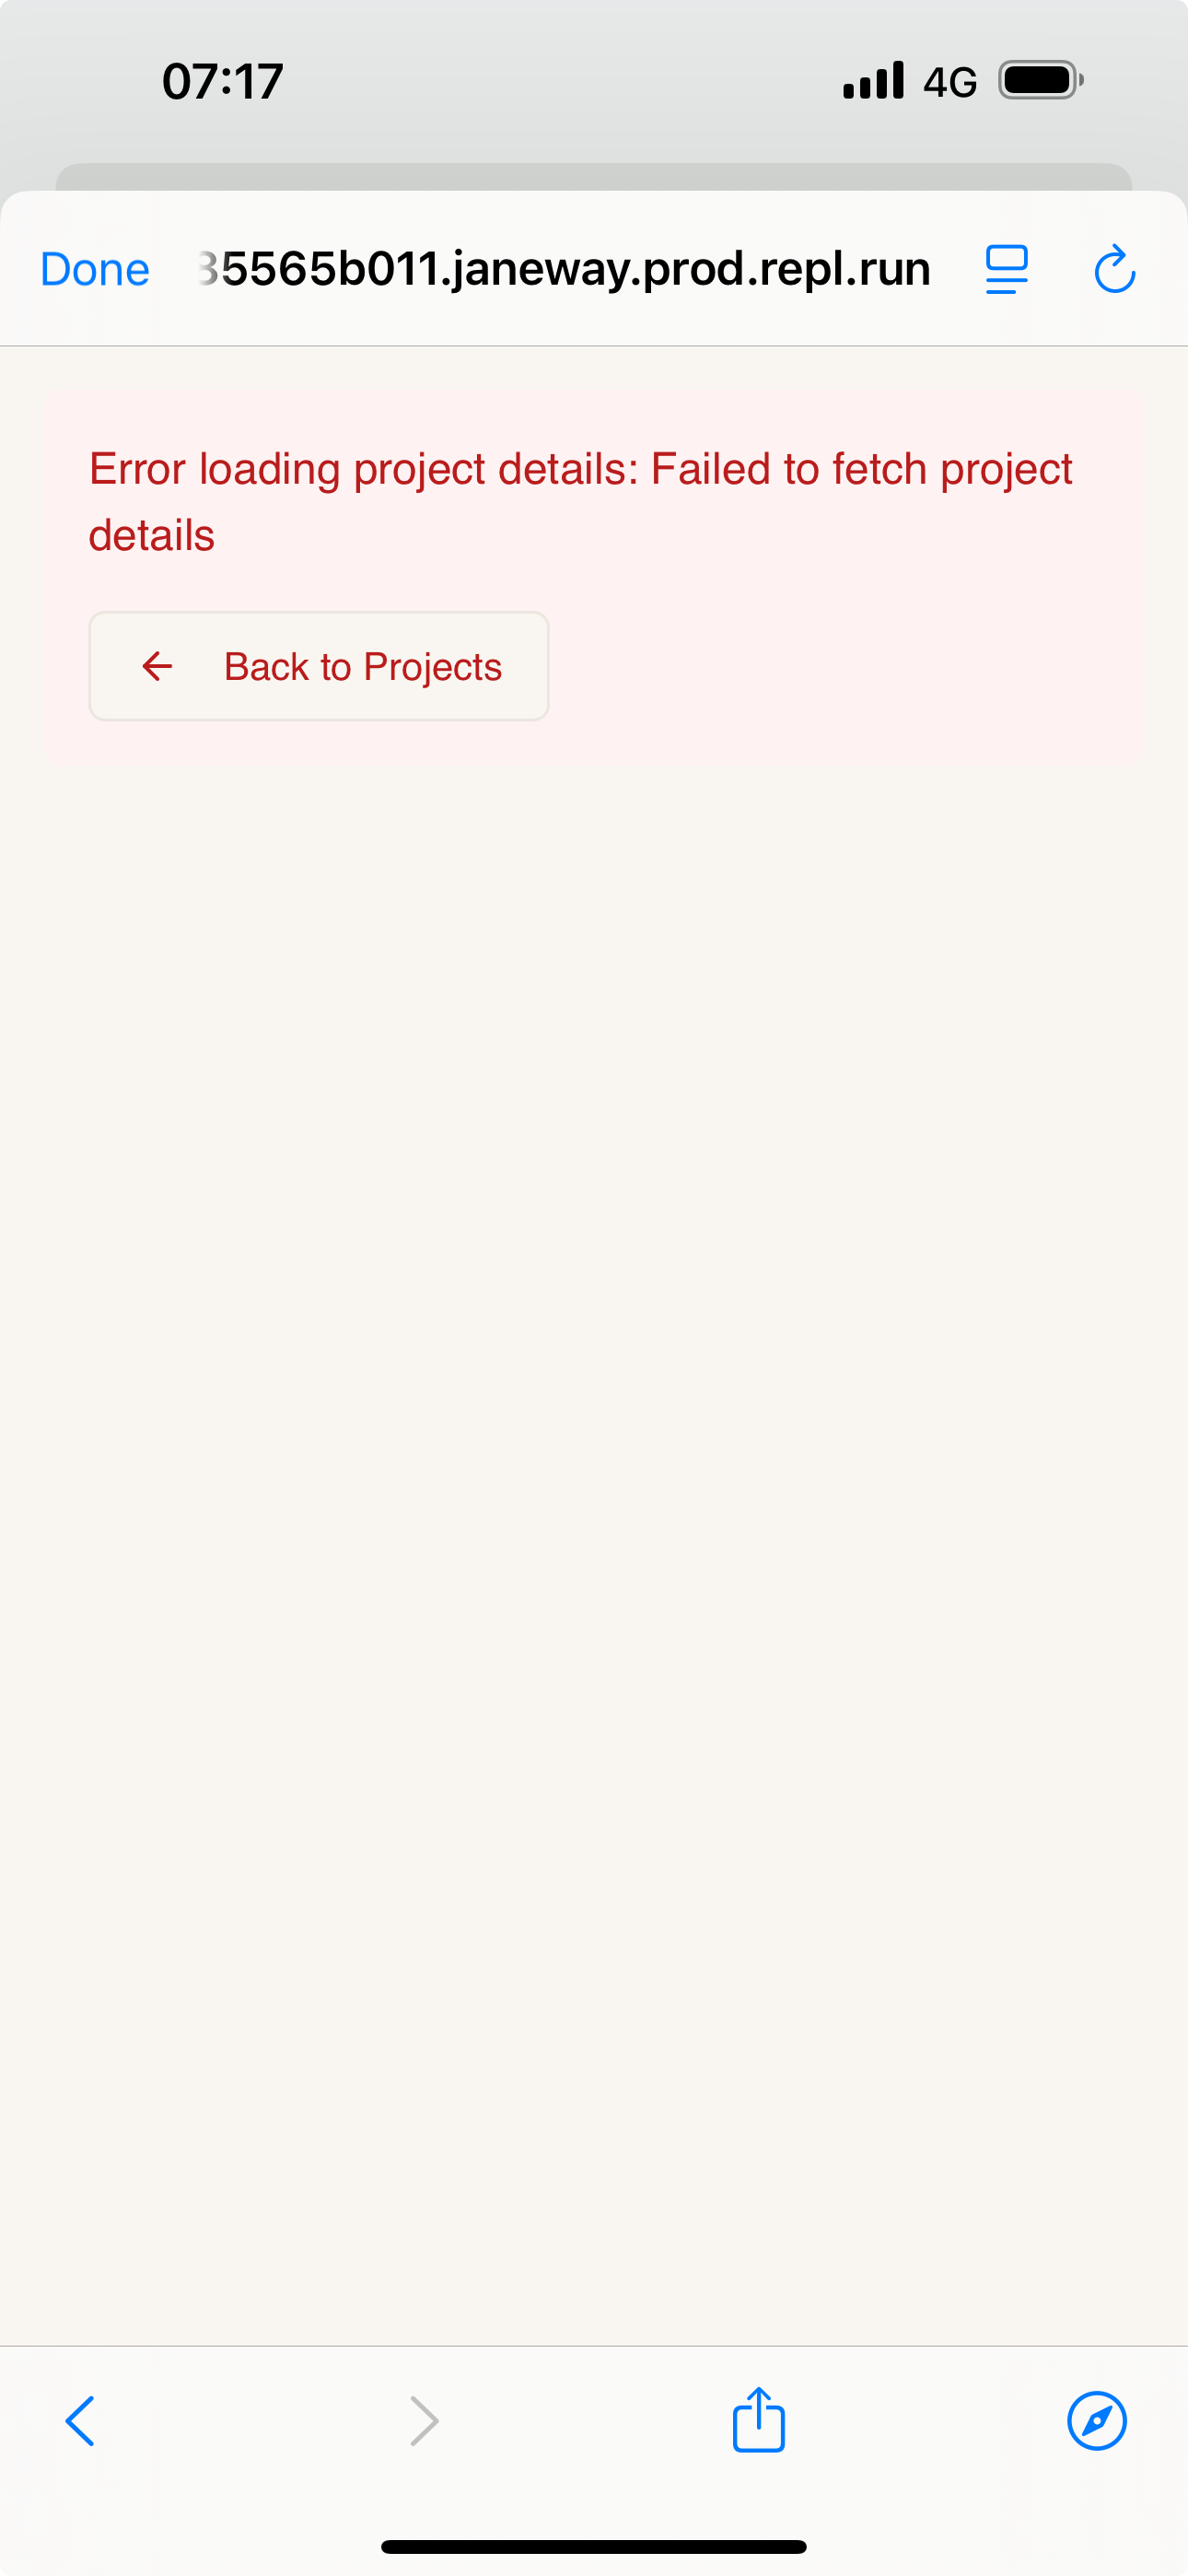 07:17 4G
Done 35565b011.janeway.prod.repl.run
Error loading project details: Failed to fetch project
details
← Back to Projects